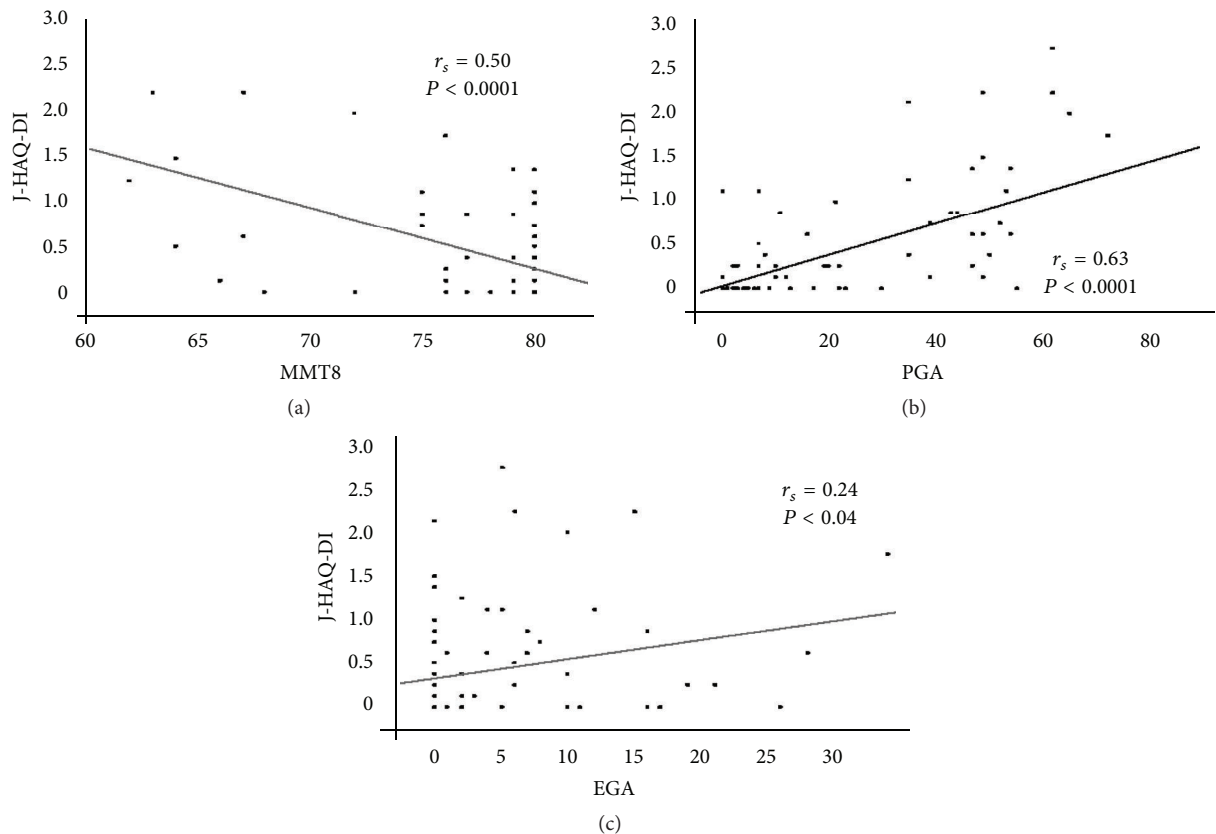 3.0
2.5
2.0
1.5
1.0
0.5
0
J-HAQ-DI
r_s = 0.50
P < 0.0001
60 65 70 75 80
MMT8
(a)
3.0
2.5
2.0
1.5
1.0
0.5
0
J-HAQ-DI
r_s = 0.63
P < 0.0001
0 20 40 60 80
PGA
(b)
3.0
2.5
2.0
1.5
1.0
0.5
0
J-HAQ-DI
r_s = 0.24
P < 0.04
0 5 10 15 20 25 30
EGA
(c)